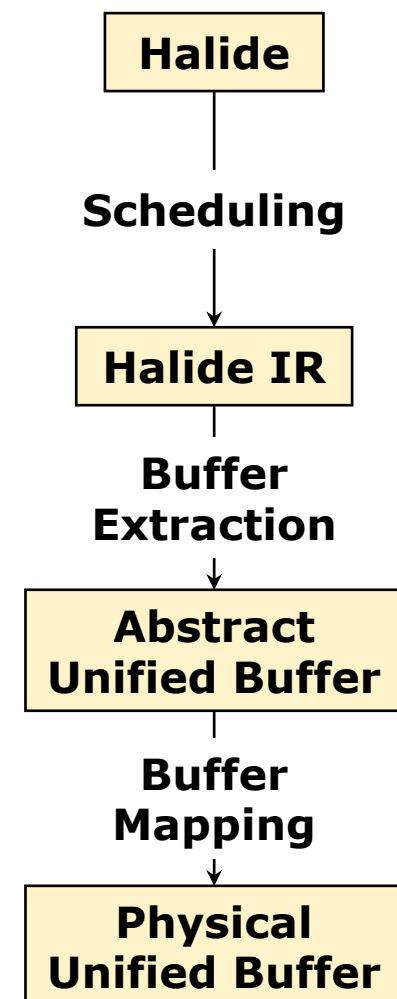 Halide
Scheduling
Halide IR
Buffer
Extraction
Abstract
Unified Buffer
Buffer
Mapping
Physical
Unified Buffer